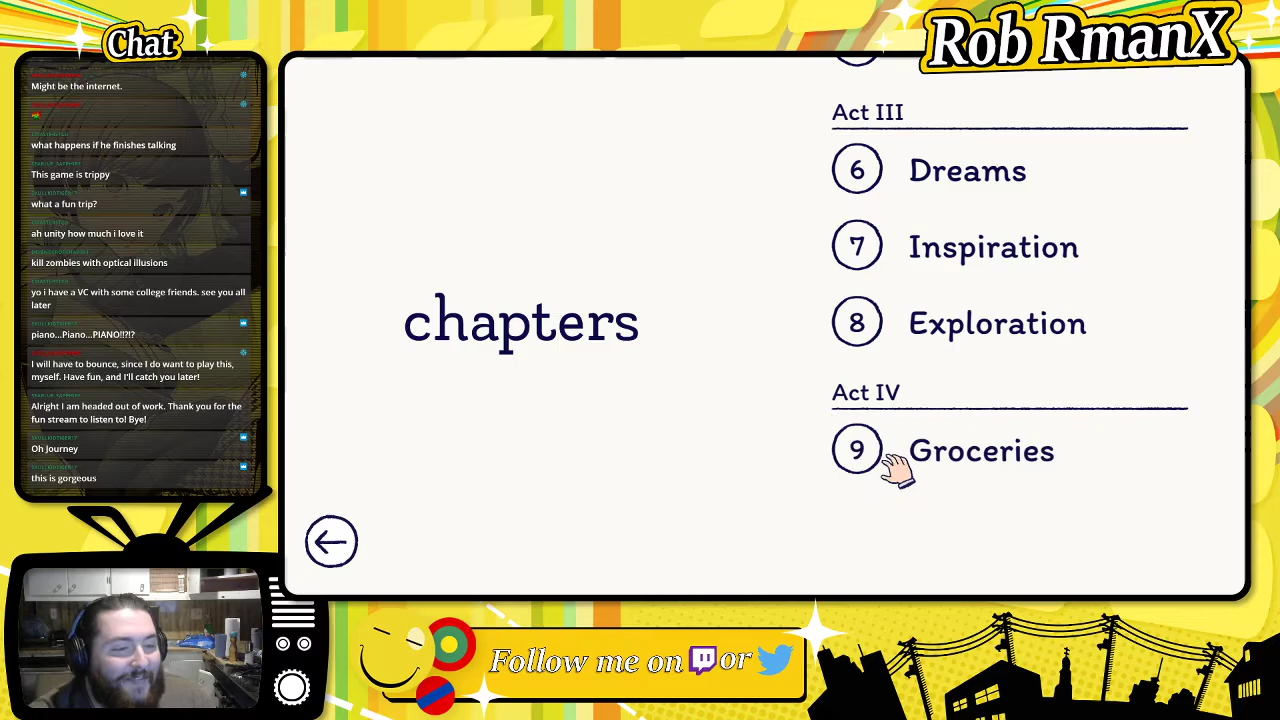 Chat
Rob RmanX
Might be the internet.
what happens if he finishes talking
This game is trippy
what a fun trip?
ah unity how much i love it
kill zombies with optical illusions
yo i have a VC with some college friends. see you all
later
piano...Piano...PIANO!!?!?
I will have to bounce, since I do want to play this,
myself. Have fun, and I'll catch you later!
Alright I am headed out of work. Thank you for the
fun stream to listen to! Bye!
Oh Journey
this is gorgeous
chapters
Act III
6 Dreams
7 Inspiration
8 Exploration
Act IV
9 Groceries
Follow me on or